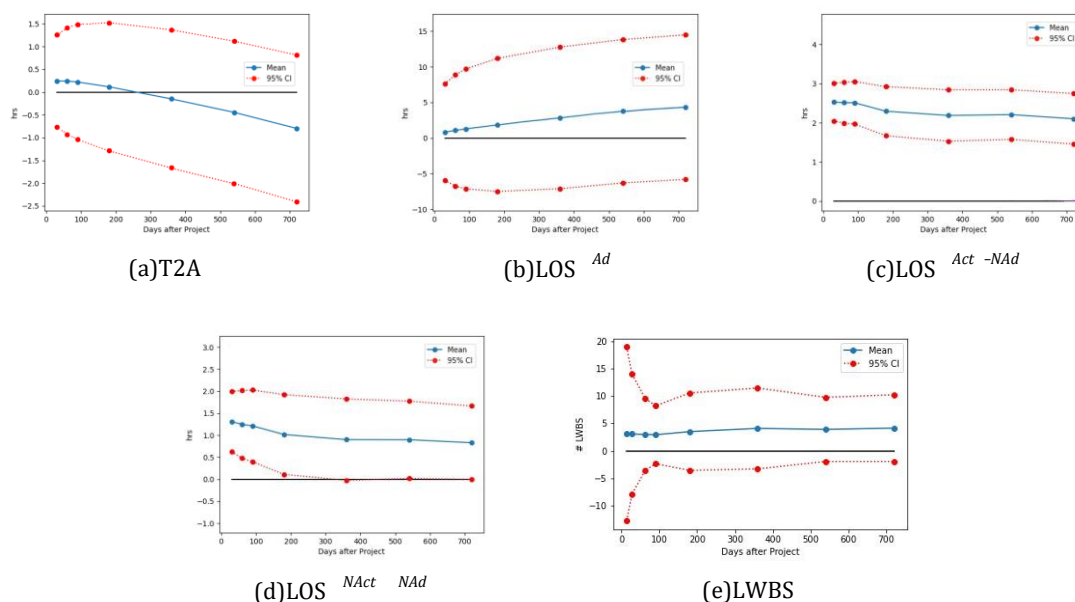 1.5
1.0
0.5
0.0
−0.5
−1.0
−1.5
−2.0
−2.5
hrs
Mean
95% CI
0 100 200 300 400 500 600 700
Days after Project
(a)T2A
15
10
5
0
−5
−10
hrs
Mean
95% CI
0 100 200 300 400 500 600 700
Days after Project
(b)LOS Ad
4
3
2
1
0
hrs
Mean
95% CI
0 100 200 300 400 500 600 700
Days after Project
(c)LOS Act –NAd
3.0
2.5
2.0
1.5
1.0
0.5
0.0
−0.5
−1.0
hrs
Mean
95% CI
0 100 200 300 400 500 600 700
Days after Project
(d)LOS NAct NAd
20
15
10
5
0
−5
−10
# LWBS
Mean
95% CI
0 100 200 300 400 500 600 700
Days after Project
(e)LWBS